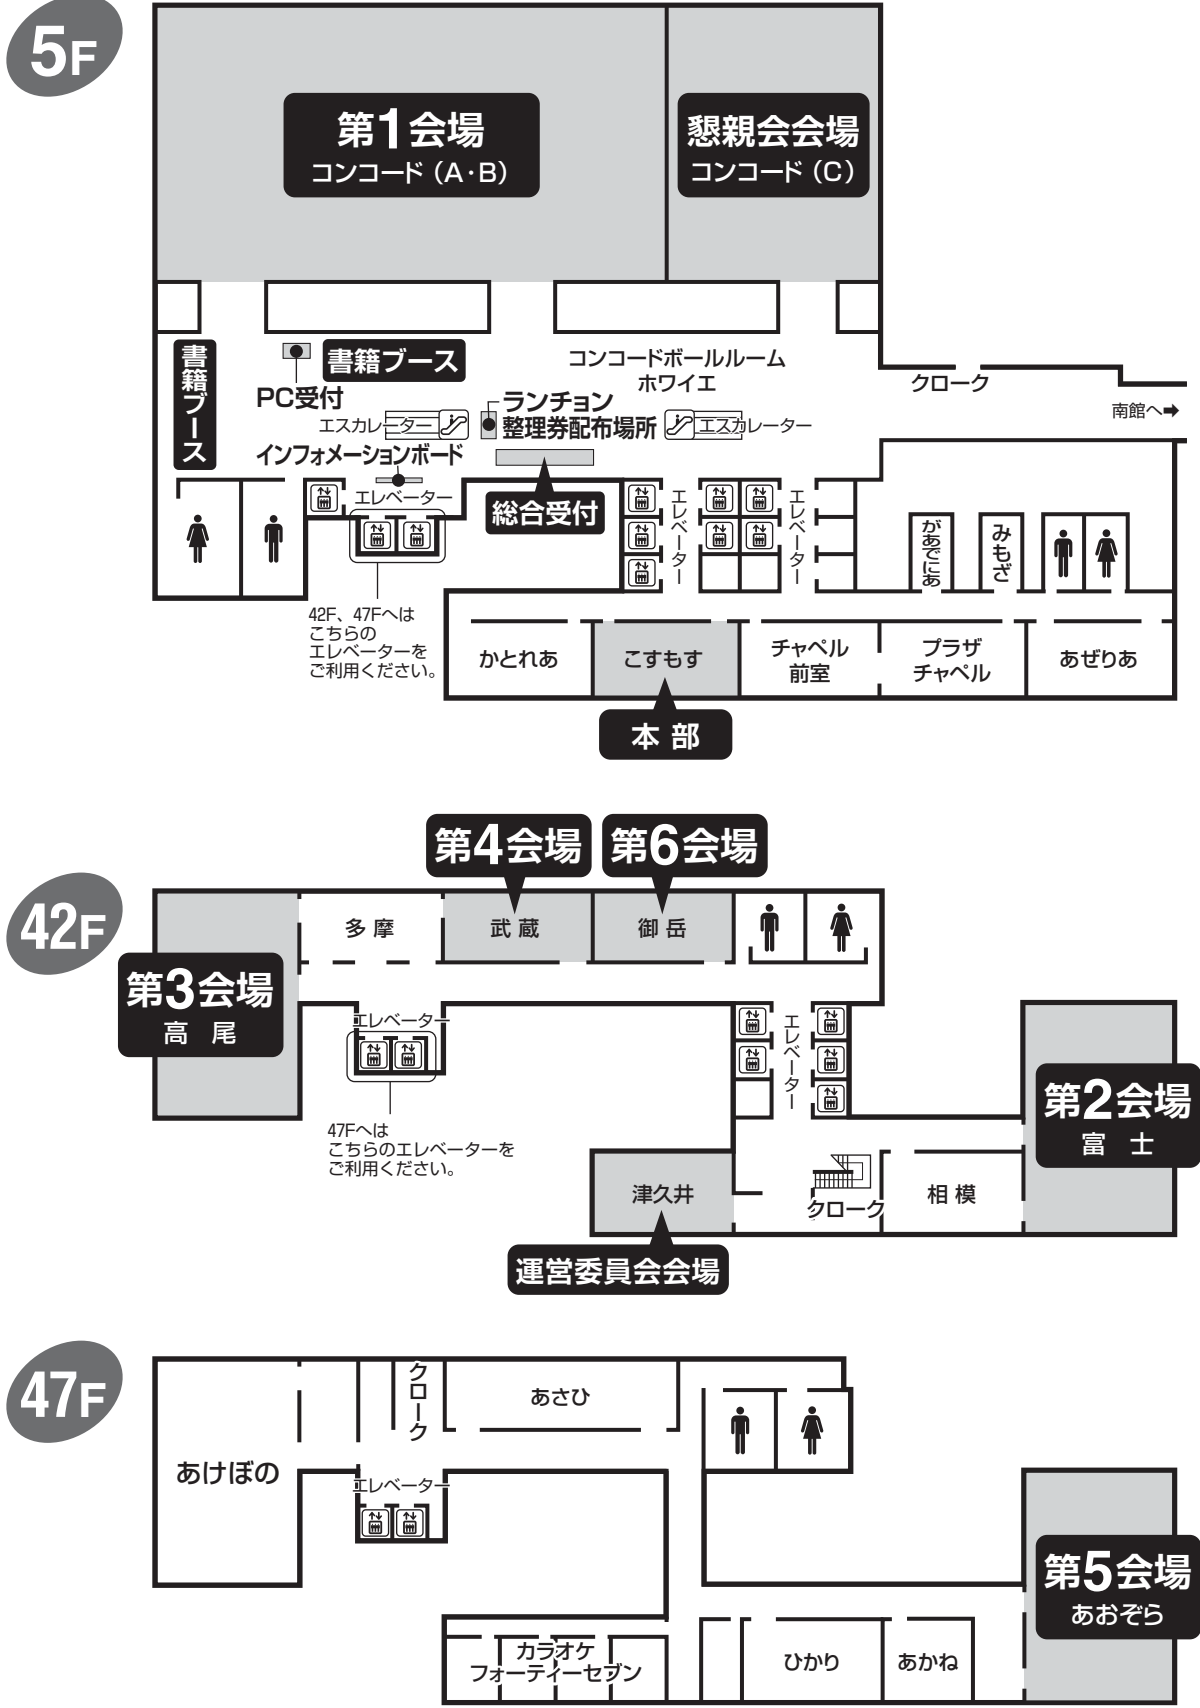 5F
第1会場
コンコード（A・B）
懇親会会場
コンコード（C）
書籍ブース
PC受付
書籍ブース
コンコードボールルーム
ホワイエ
クローク
南館へ➡
エスカレーター
ランチョン
整理券配布場所
エスカレーター
インフォメーションボード
エレベーター
総合受付
エレベーター
エレベーター
があでにあ
みもざ
42F、47Fへは
こちらの
エレベーターを
ご利用ください。
かとれあ
こすもす
チャペル
前室
プラザ
チャペル
あぜりあ
本 部
42F
第4会場
第6会場
多 摩
武 蔵
御 岳
第3会場
高 尾
エレベーター
エレベーター
47Fへは
こちらのエレベーターを
ご利用ください。
第2会場
富 士
津久井
クローク
相 模
運営委員会会場
47F
クローク
あさひ
あけぼの
エレベーター
第5会場
あおぞら
カラオケ
フォーティーセブン
ひかり
あかね